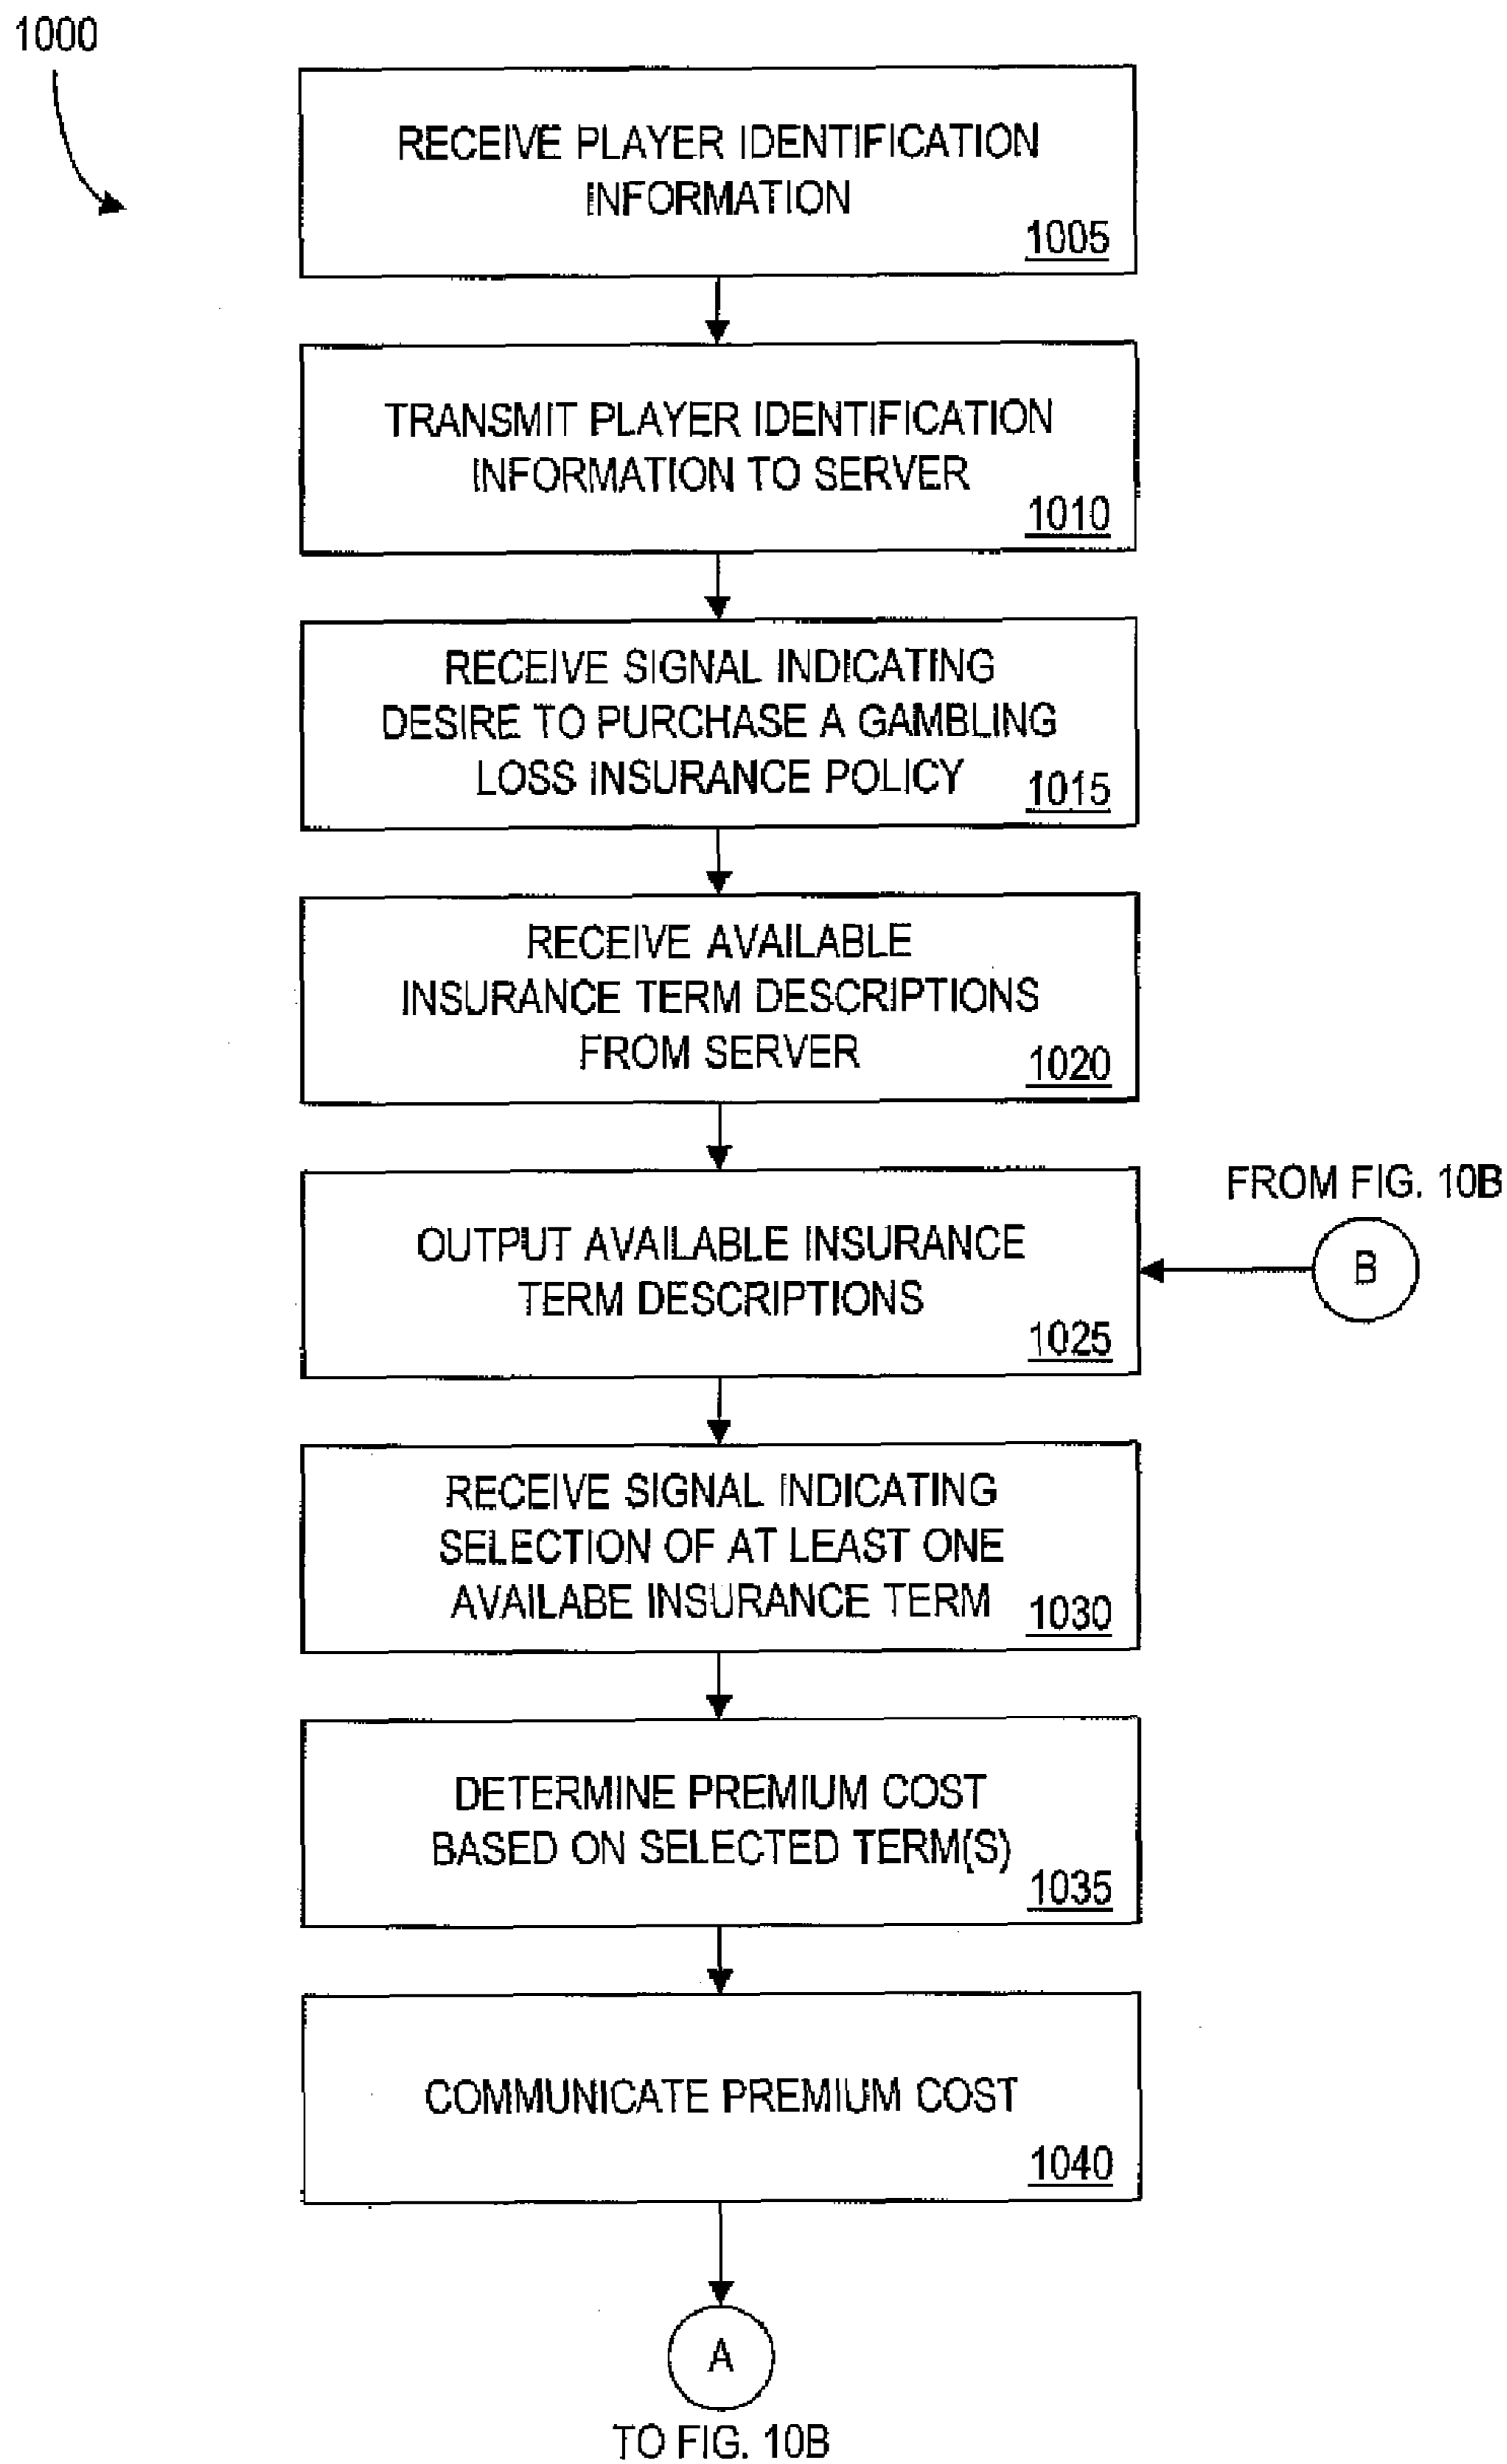 1000
RECEIVE PLAYER IDENTIFICATION
INFORMATION
1005
TRANSMIT PLAYER IDENTIFICATION
INFORMATION TO SERVER
1010
RECEIVE SIGNAL INDICATING
DESIRE TO PURCHASE A GAMBLING
LOSS INSURANCE POLICY
1015
RECEIVE AVAILABLE
INSURANCE TERM DESCRIPTIONS
FROM SERVER
1020
FROM FIG. 10B
B
OUTPUT AVAILABLE INSURANCE
TERM DESCRIPTIONS
1025
RECEIVE SIGNAL INDICATING
SELECTION OF AT LEAST ONE
AVAILABE INSURANCE TERM
1030
DETERMINE PREMIUM COST
BASED ON SELECTED TERM(S)
1035
COMMUNICATE PREMIUM COST
1040
A
TO FIG. 10B